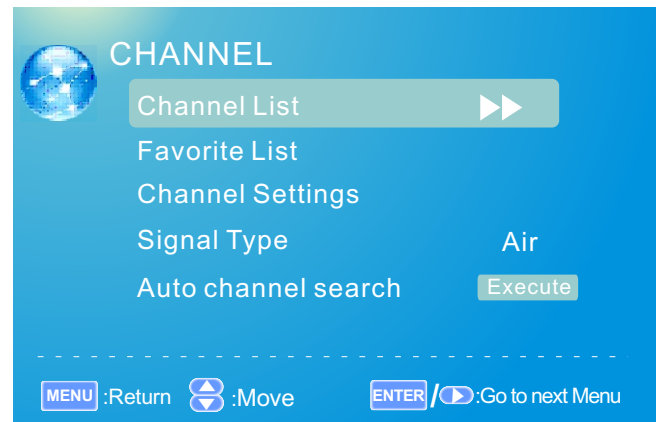 CHANNEL
Channel List
Favorite List
Channel Settings
Signal Type Air
Auto channel search Execute
MENU :Return :Move ENTER / :Go to next Menu